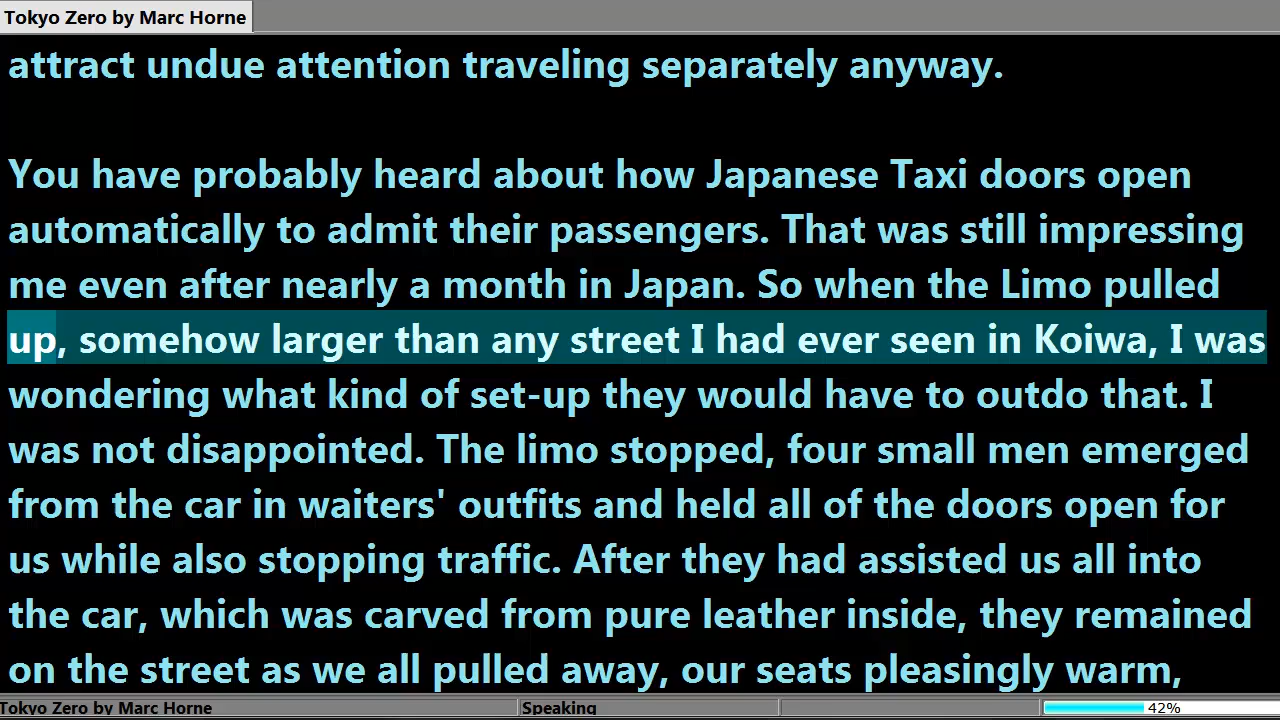 Tokyo Zero by Marc Horne
attract undue attention traveling separately anyway.
You have probably heard about how Japanese Taxi doors open
automatically to admit their passengers. That was still impressing
me even after nearly a month in Japan. So when the Limo pulled
up, somehow larger than any street I had ever seen in Koiwa, I was
wondering what kind of set-up they would have to outdo that. I
was not disappointed. The limo stopped, four small men emerged
from the car in waiters' outfits and held all of the doors open for
us while also stopping traffic. After they had assisted us all into
the car, which was carved from pure leather inside, they remained
on the street as we all pulled away, our seats pleasingly warm,
Tokyo Zero by Marc Horne
Speaking
42%